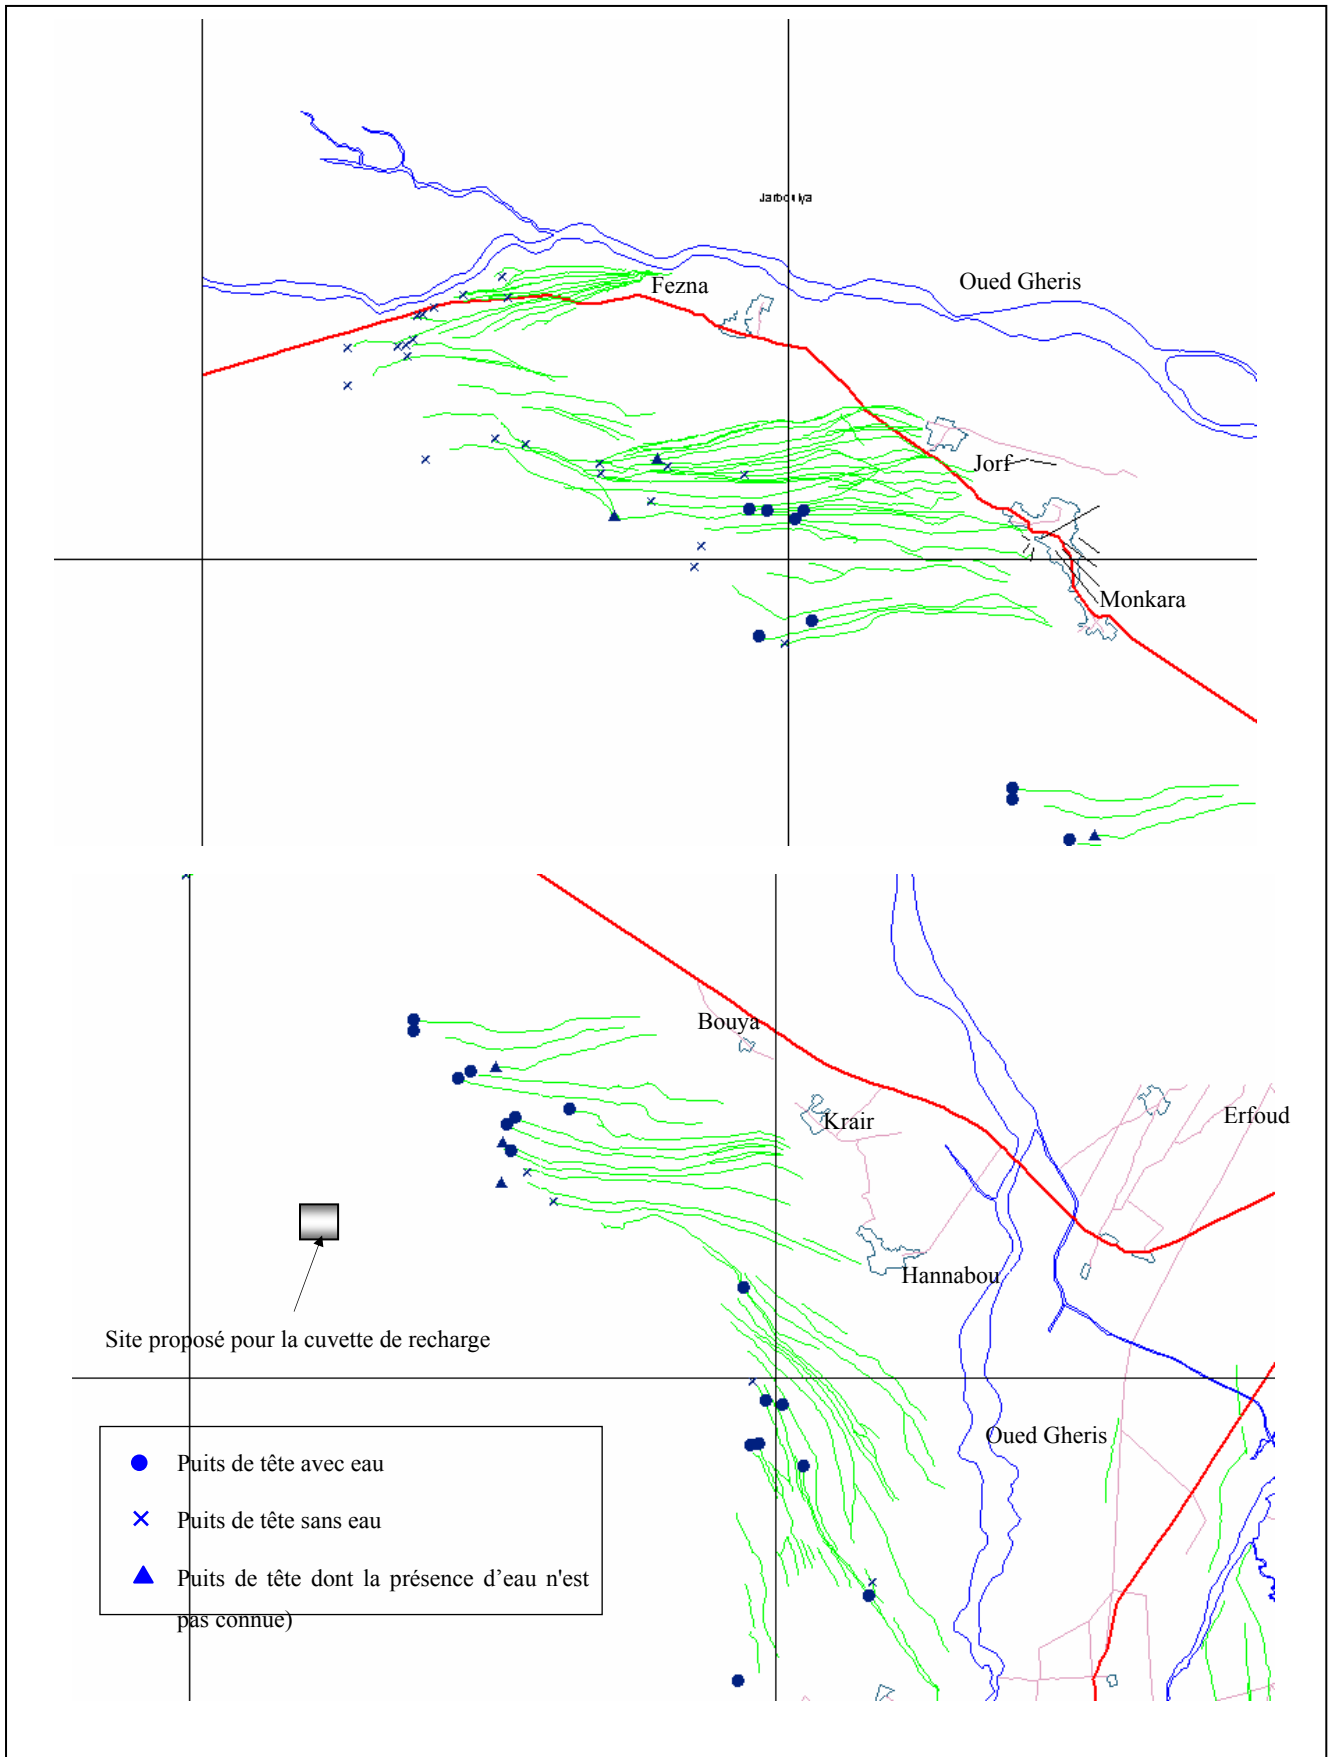 Jarbouiya
Oued Gheris
Fezna
Jorf
Monkara
Bouya
Krair
Erfoud
Hannabou
Site proposé pour la cuvette de recharge
Oued Gheris
Puits de tête avec eau
Puits de tête sans eau
Puits de tête dont la présence d’eau n'est
pas connue)